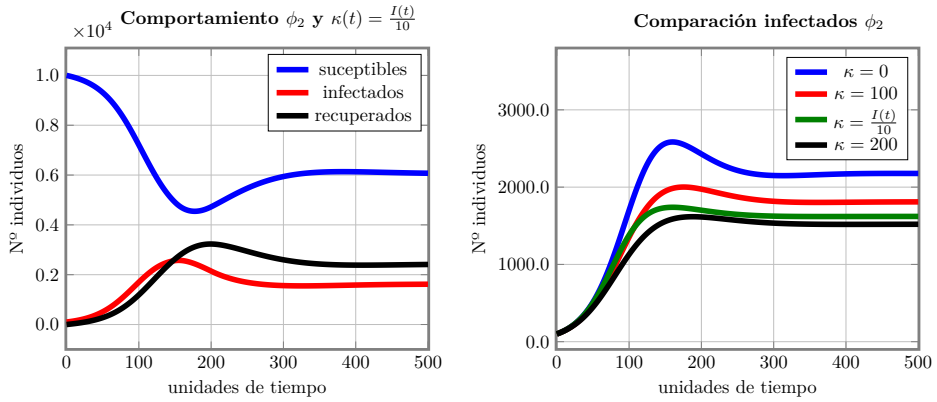 Comportamiento ϕ₂ y κ(t) = I(t)/10
×10⁴
1.0
0.8
0.6
0.4
0.2
0.0
Nº individuos
0 100 200 300 400 500
unidades de tiempo
suceptibles
infectados
recuperados
Comparación infectados ϕ₂
3000.0
2000.0
1000.0
0.0
Nº individuos
0 100 200 300 400 500
unidades de tiempo
κ = 0
κ = 100
κ = I(t)/10
κ = 200